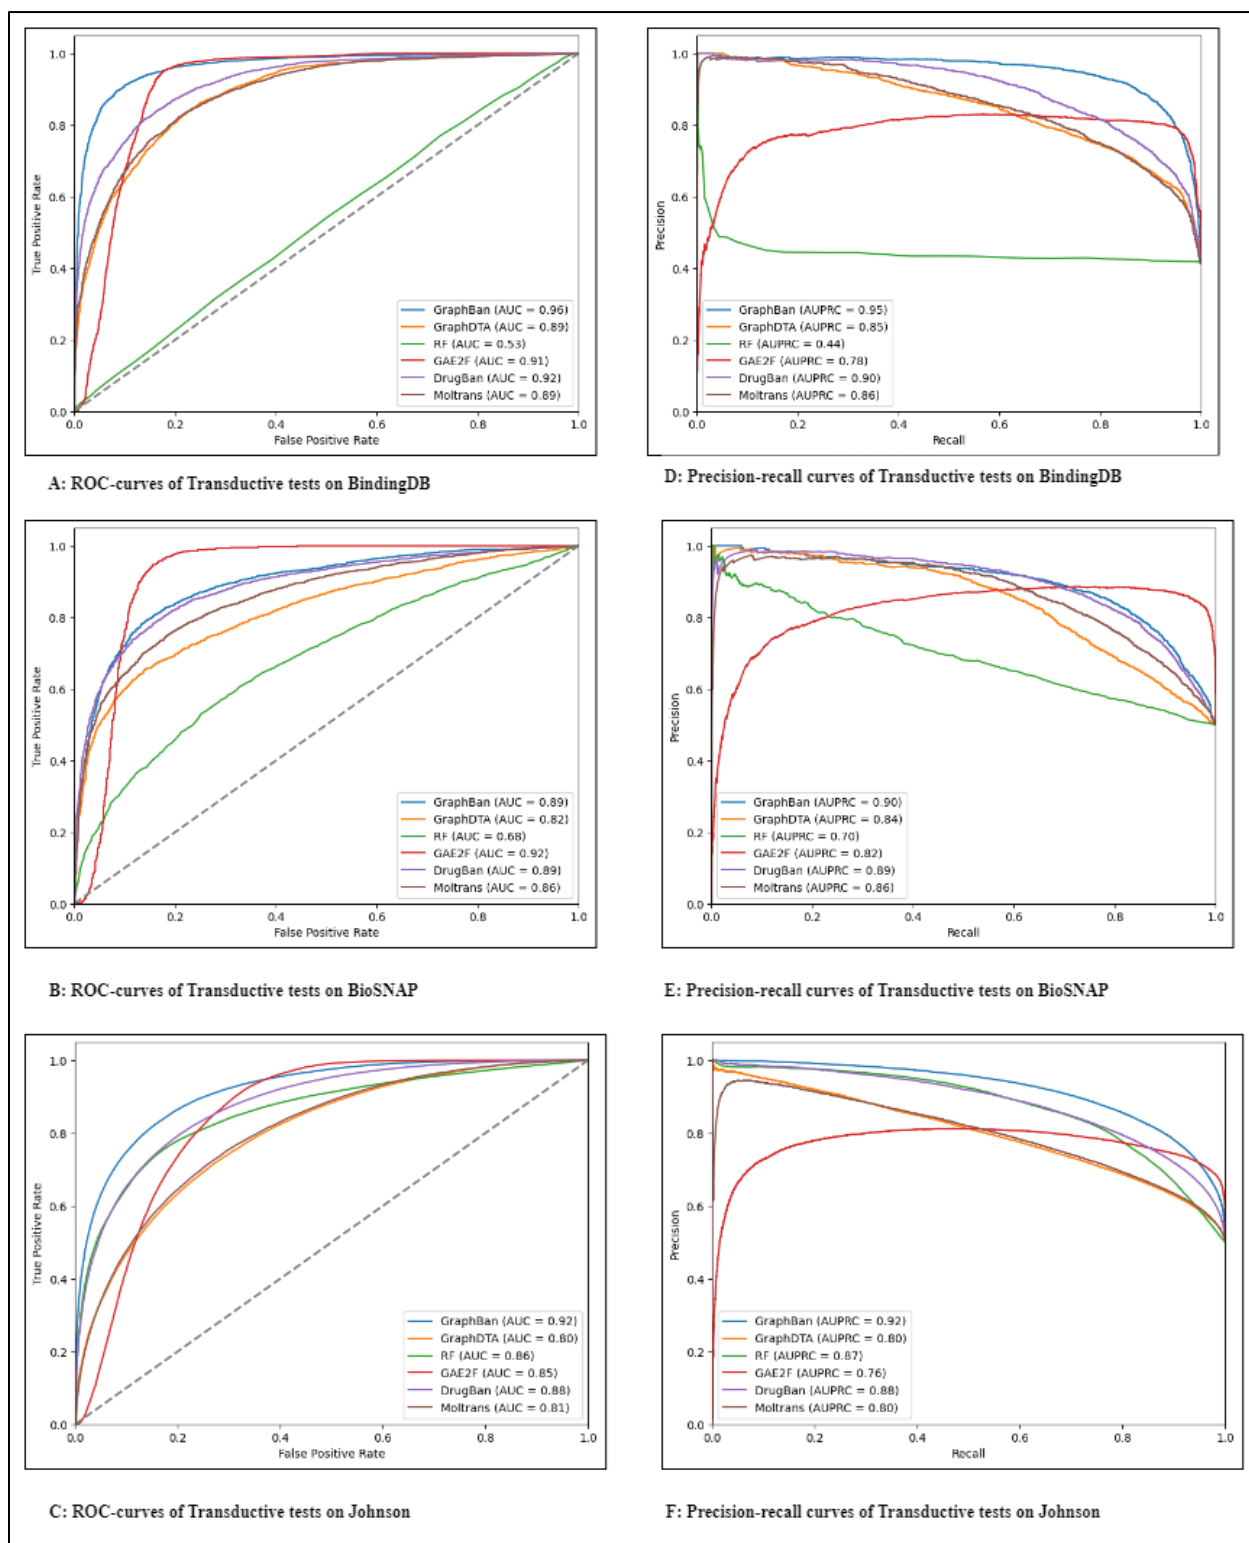 1.0
0.8
0.6
0.4
0.2
0.0
True Positive Rate
0.0 0.2 0.4 0.6 0.8 1.0
False Positive Rate
GraphBan (AUC = 0.96)
GraphDTA (AUC = 0.89)
RF (AUC = 0.53)
GAE2F (AUC = 0.91)
DrugBan (AUC = 0.92)
Moltrans (AUC = 0.89)
A: ROC-curves of Transductive tests on BindingDB
1.0
0.8
0.6
0.4
0.2
0.0
Precision
0.0 0.2 0.4 0.6 0.8 1.0
Recall
GraphBan (AUPRC = 0.95)
GraphDTA (AUPRC = 0.85)
RF (AUPRC = 0.44)
GAE2F (AUPRC = 0.78)
DrugBan (AUPRC = 0.90)
Moltrans (AUPRC = 0.86)
D: Precision-recall curves of Transductive tests on BindingDB
1.0
0.8
0.6
0.4
0.2
0.0
True Positive Rate
0.0 0.2 0.4 0.6 0.8 1.0
False Positive Rate
GraphBan (AUC = 0.89)
GraphDTA (AUC = 0.82)
RF (AUC = 0.68)
GAE2F (AUC = 0.92)
DrugBan (AUC = 0.89)
Moltrans (AUC = 0.86)
B: ROC-curves of Transductive tests on BioSNAP
1.0
0.8
0.6
0.4
0.2
0.0
Precision
0.0 0.2 0.4 0.6 0.8 1.0
Recall
GraphBan (AUPRC = 0.90)
GraphDTA (AUPRC = 0.84)
RF (AUPRC = 0.70)
GAE2F (AUPRC = 0.82)
DrugBan (AUPRC = 0.89)
Moltrans (AUPRC = 0.86)
E: Precision-recall curves of Transductive tests on BioSNAP
1.0
0.8
0.6
0.4
0.2
0.0
True Positive Rate
0.0 0.2 0.4 0.6 0.8 1.0
False Positive Rate
GraphBan (AUC = 0.92)
GraphDTA (AUC = 0.80)
RF (AUC = 0.86)
GAE2F (AUC = 0.85)
DrugBan (AUC = 0.88)
Moltrans (AUC = 0.81)
C: ROC-curves of Transductive tests on Johnson
1.0
0.8
0.6
0.4
0.2
0.0
Precision
0.0 0.2 0.4 0.6 0.8 1.0
Recall
GraphBan (AUPRC = 0.92)
GraphDTA (AUPRC = 0.80)
RF (AUPRC = 0.87)
GAE2F (AUPRC = 0.76)
DrugBan (AUPRC = 0.88)
Moltrans (AUPRC = 0.80)
F: Precision-recall curves of Transductive tests on Johnson